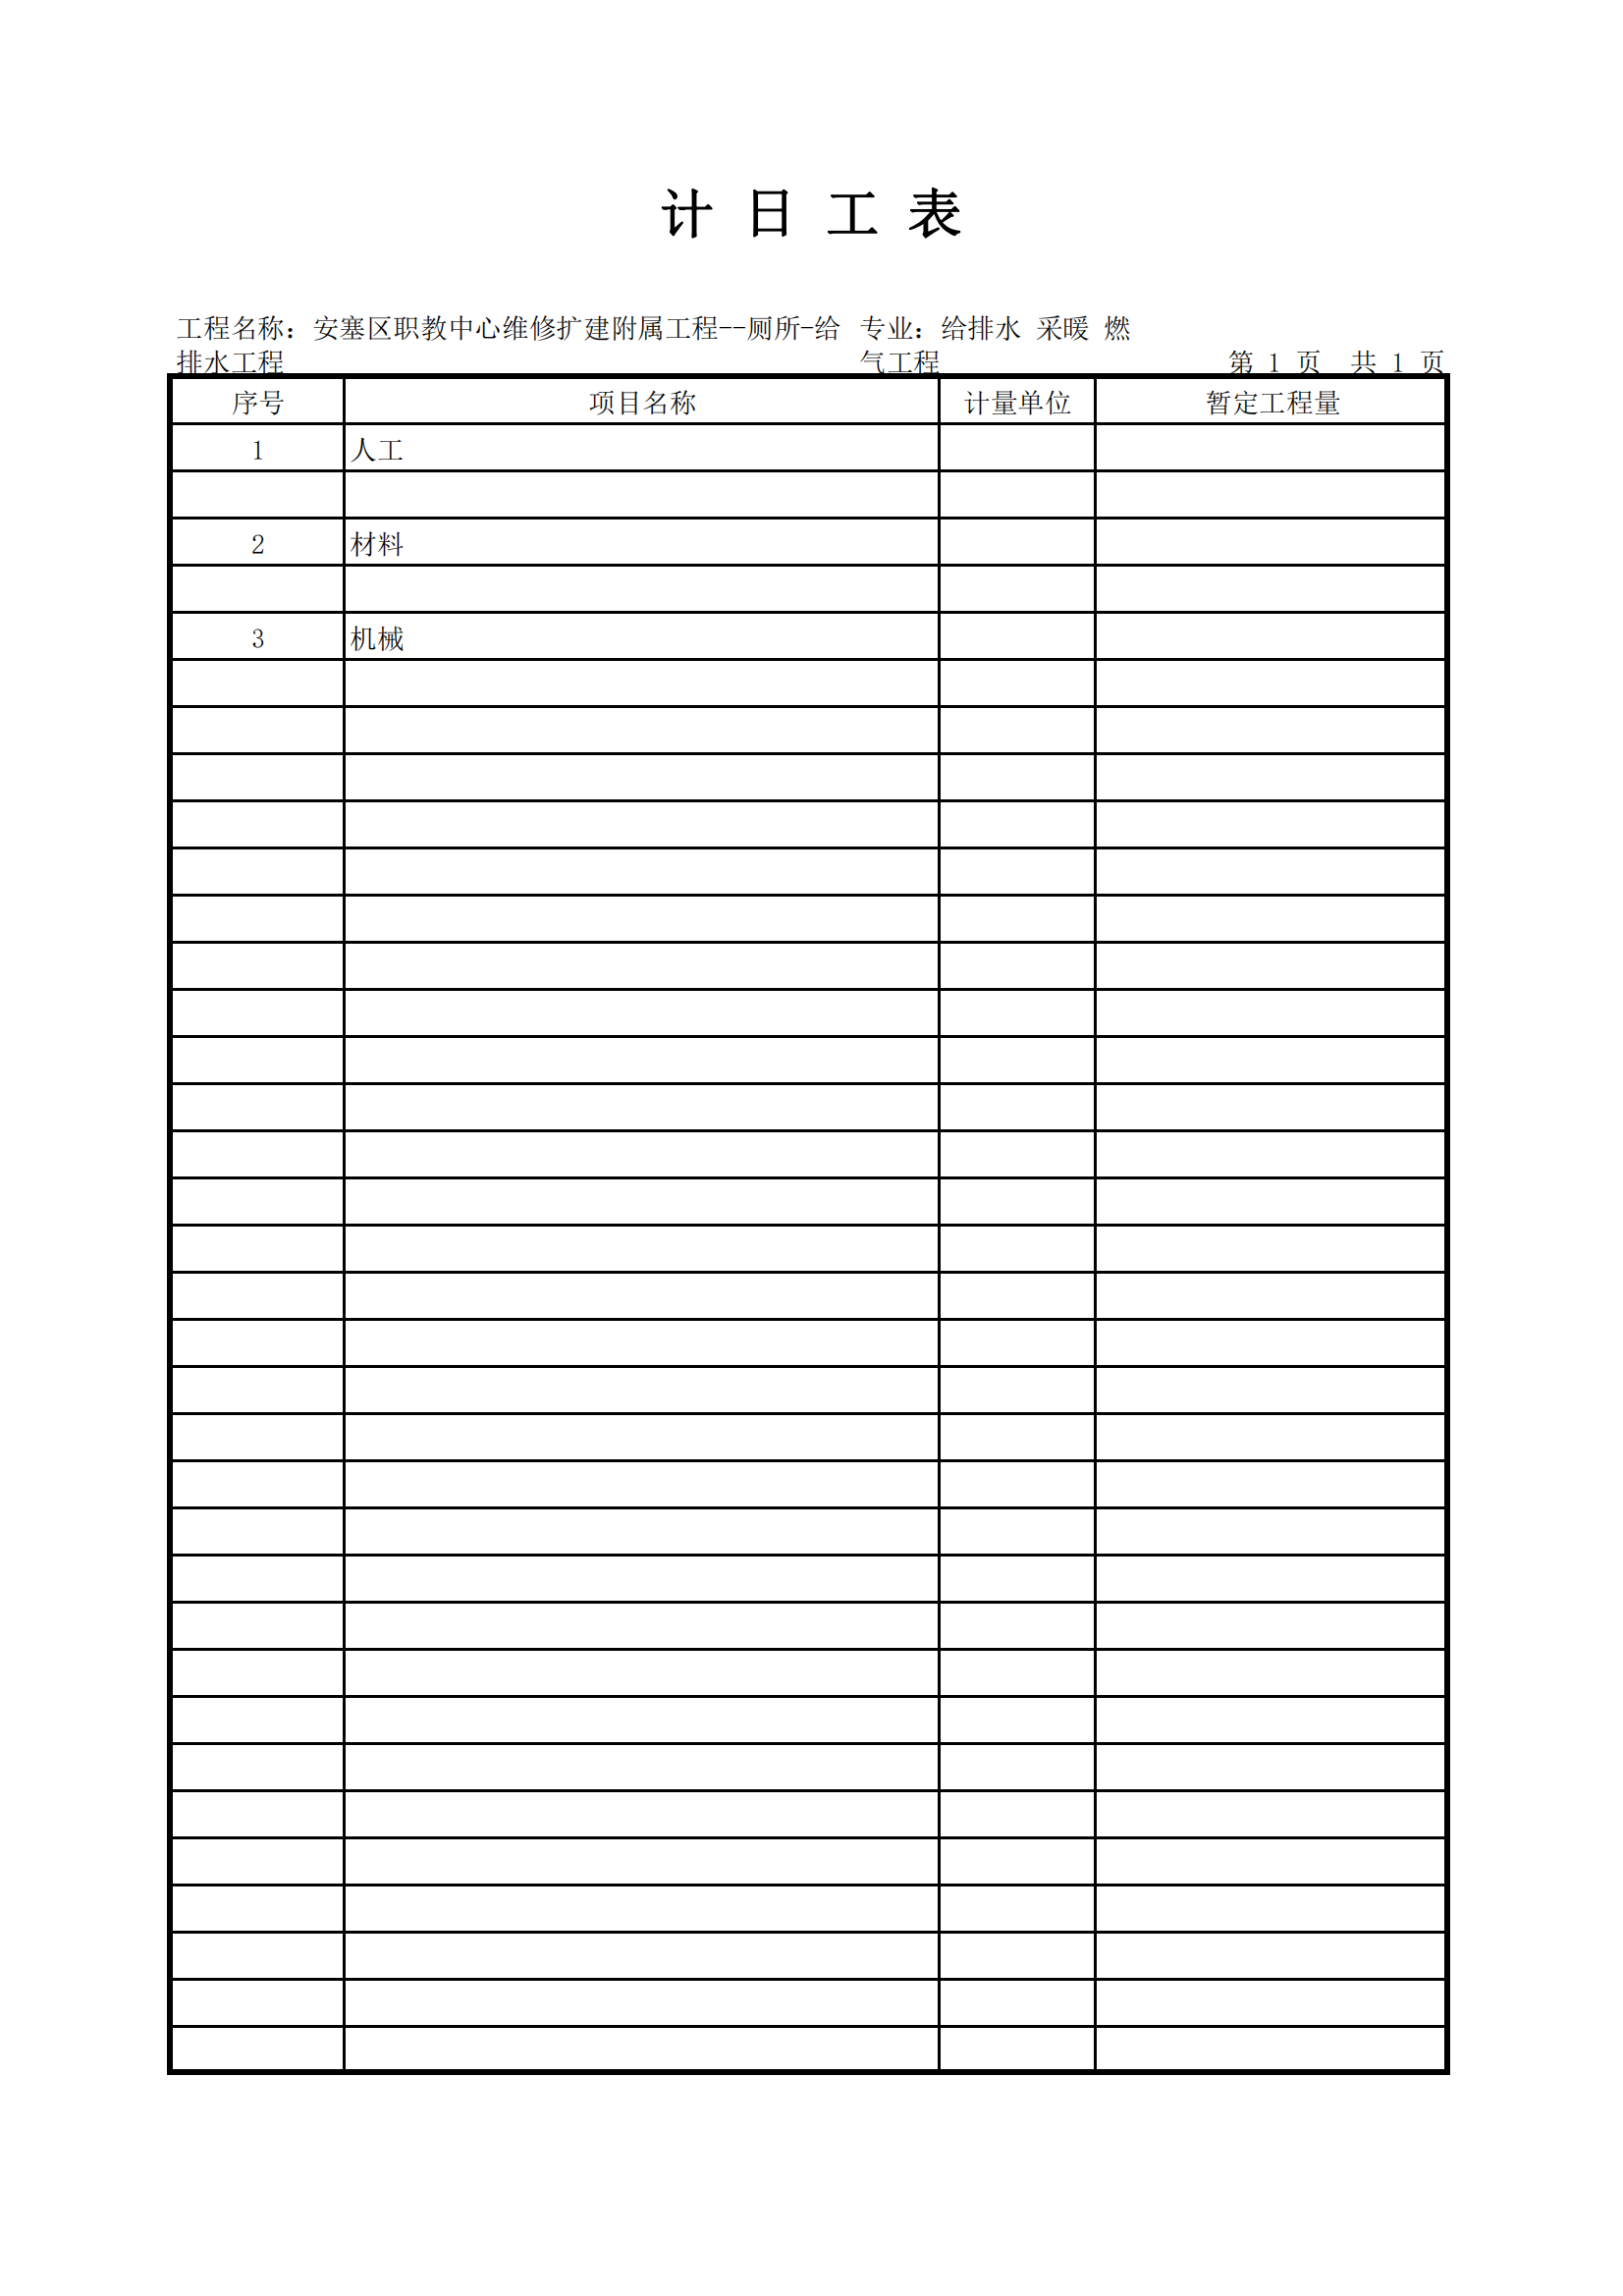 计 日 工 表
工程名称：安塞区职教中心维修扩建附属工程--厕所-给 专业：给排水 采暖 燃
排水工程 气工程 第 1 页 共 1 页
序号 项目名称 计量单位 暂定工程量
1 人工
2 材料
3 机械